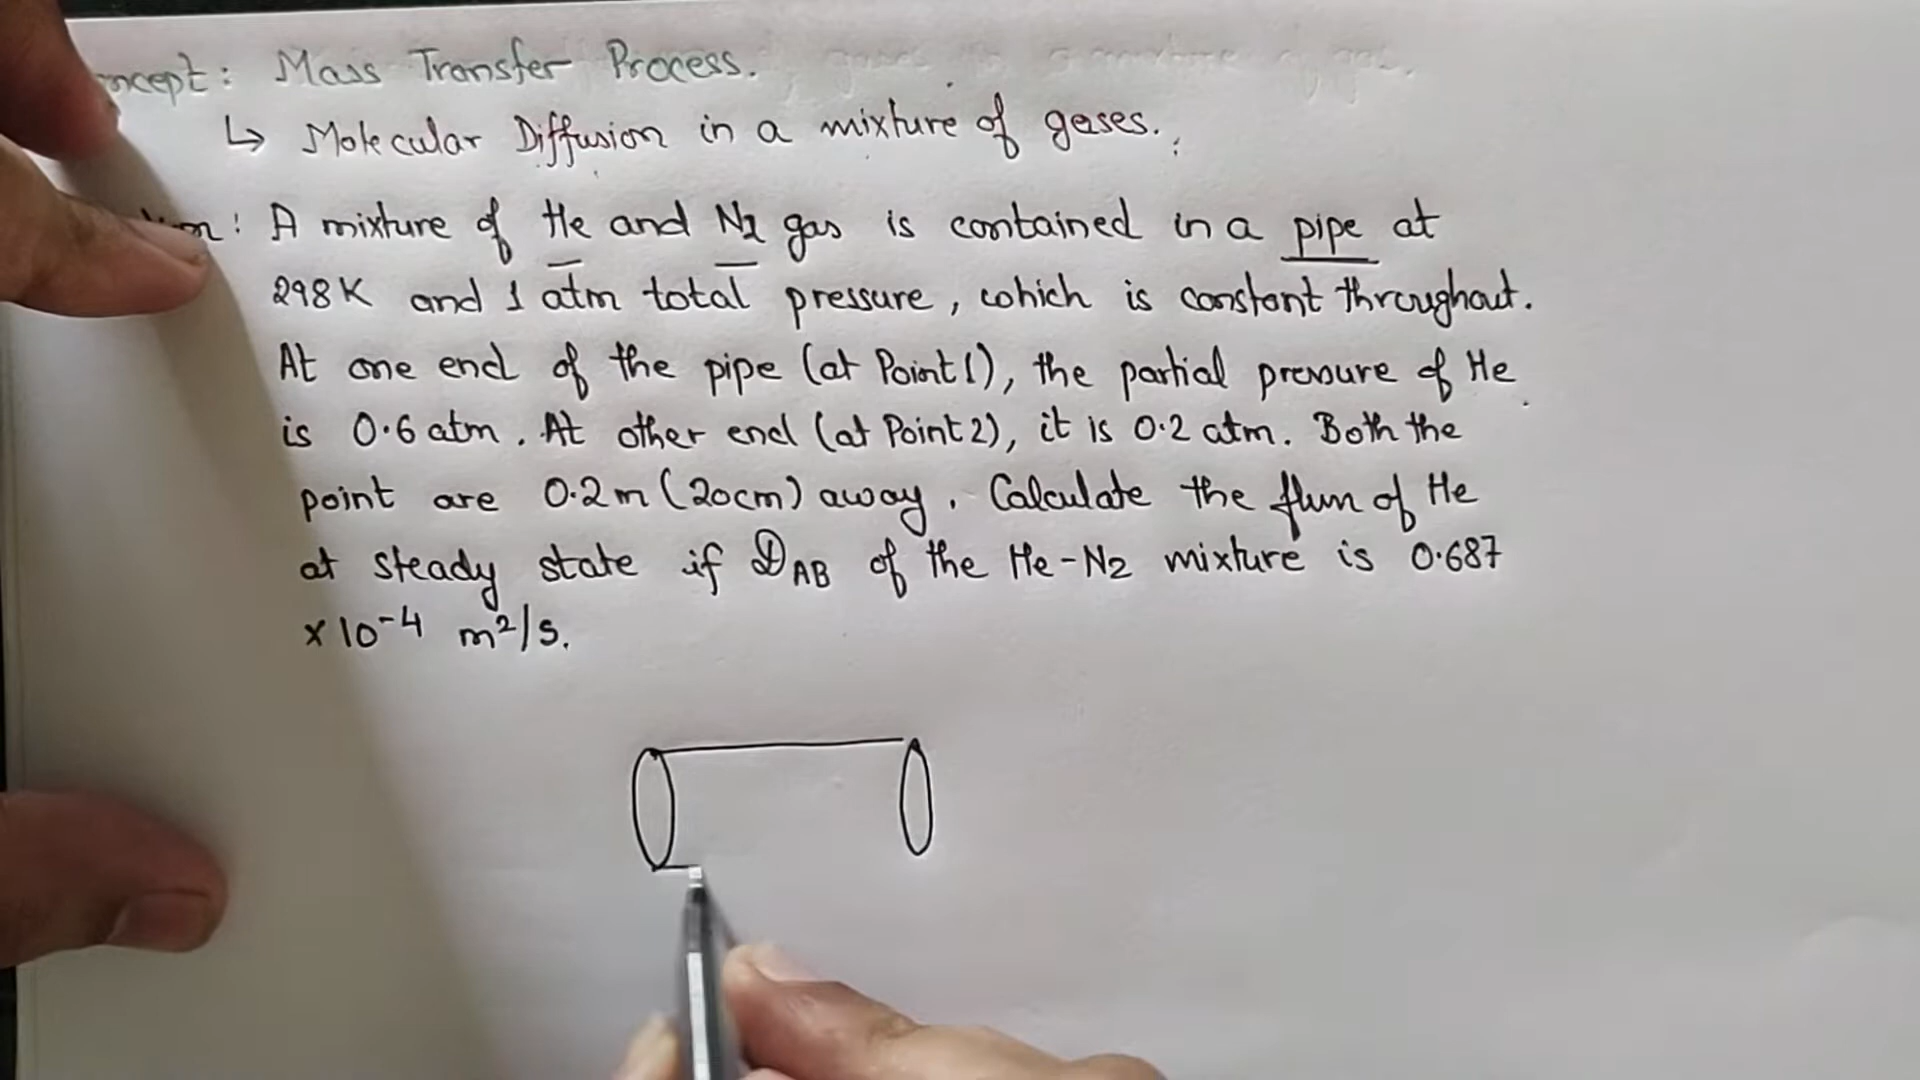 ncept: Mass Transfer Process.
↳ Molecular Diffusion in a mixture of gases.
A mixture of He and N2 gas is contained in a pipe at
298K and 1 atm total pressure, which is constant throughout.
At one end of the pipe (at Point 1), the partial pressure of He
is 0.6 atm. At other end (at Point 2), it is 0.2 atm. Both the
point are 0.2m (20cm) away. Calculate the flux of He
at steady state if DAB of the He-N2 mixture is 0.687
x 10-4 m2/s.